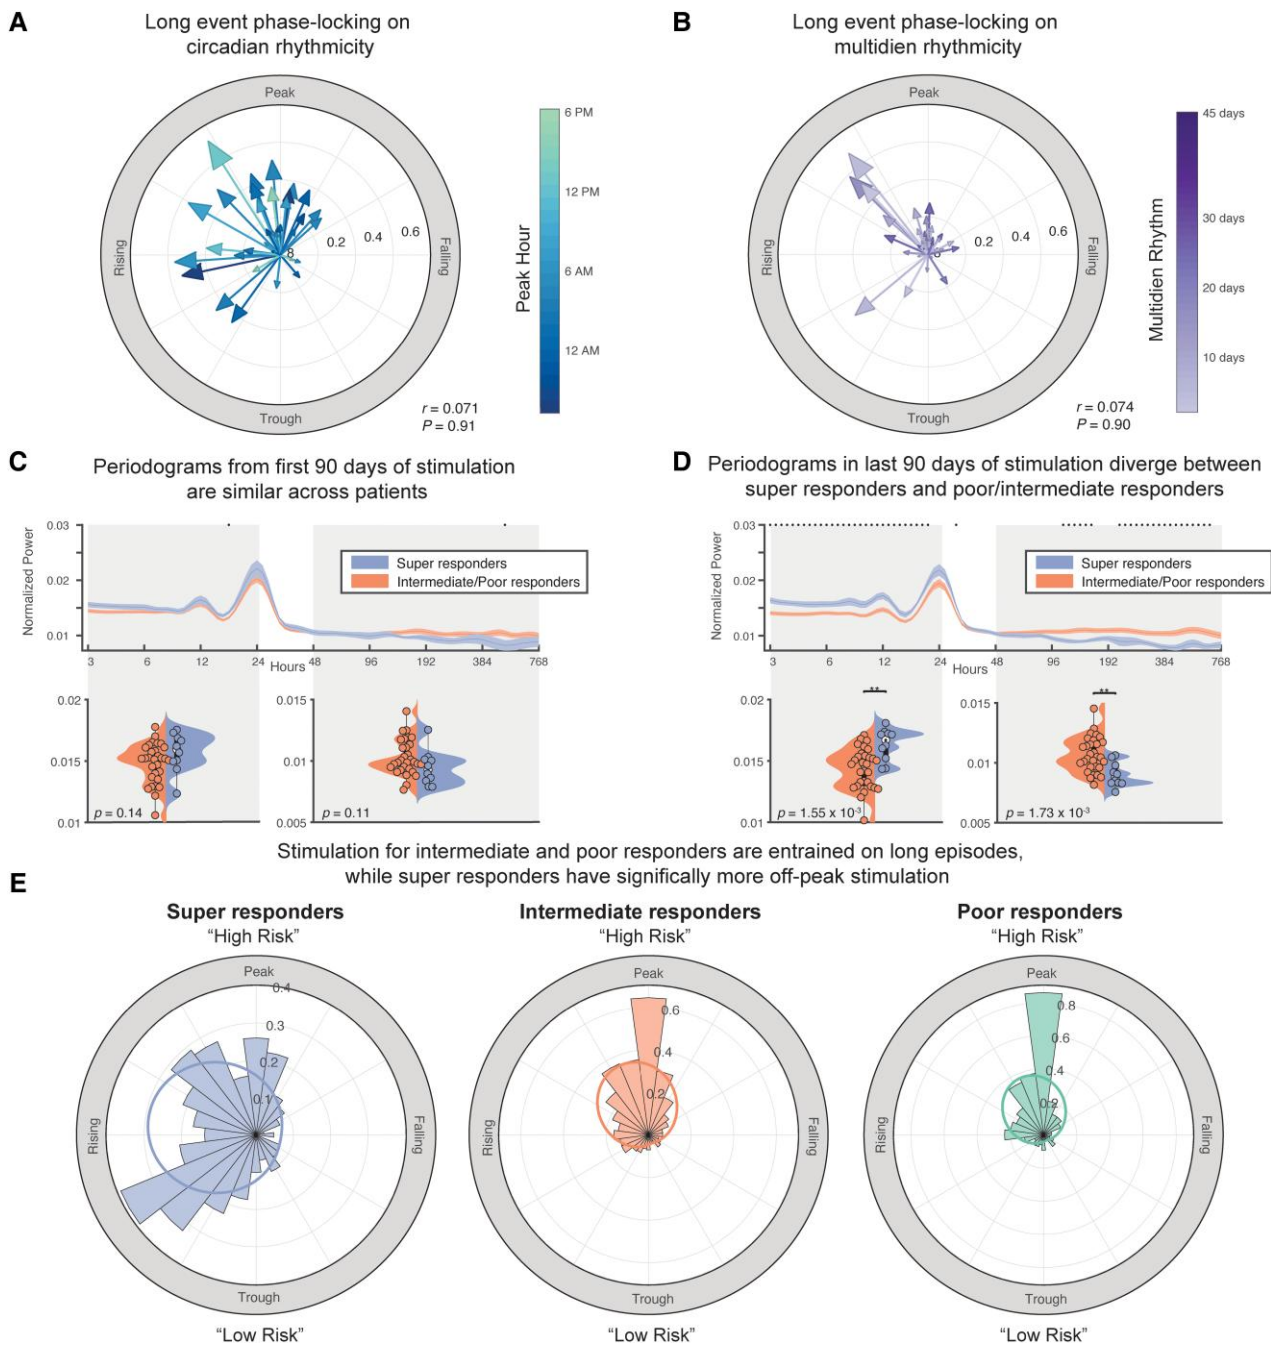 A
Long event phase-locking on
circadian rhythmicity
Peak
Rising
Falling
Trough
0.2
0.4
0.6
6 PM
12 PM
6 AM
12 AM
Peak Hour
r = 0.071
P = 0.91
B
Long event phase-locking on
multidien rhythmicity
Peak
Rising
Falling
Trough
0.2
0.4
0.6
45 days
30 days
20 days
10 days
Multidien Rhythm
r = 0.074
P = 0.90
C
Periodograms from first 90 days of stimulation
are similar across patients
Normalized Power
0.03
0.02
0.01
Super responders
Intermediate/Poor responders
3 6 12 24 48 96 192 384 768
Hours
0.02
0.015
0.01
p = 0.14
0.015
0.01
0.005
p = 0.11
D
Periodograms in last 90 days of stimulation diverge between
super responders and poor/intermediate responders
Normalized Power
0.03
0.02
0.01
Super responders
Intermediate/Poor responders
3 6 12 24 48 96 192 384 768
Hours
0.02
0.015
0.01
**
p = 1.55 x 10-3
0.015
0.01
0.005
**
p = 1.73 x 10-3
E
Stimulation for intermediate and poor responders are entrained on long episodes,
while super responders have significally more off-peak stimulation
Super responders
“High Risk”
Peak
Rising
Falling
Trough
0.4
0.3
0.2
0.1
“Low Risk”
Intermediate responders
“High Risk”
Peak
Rising
Falling
Trough
0.6
0.4
0.2
“Low Risk”
Poor responders
“High Risk”
Peak
Rising
Falling
Trough
0.8
0.6
0.4
0.2
“Low Risk”